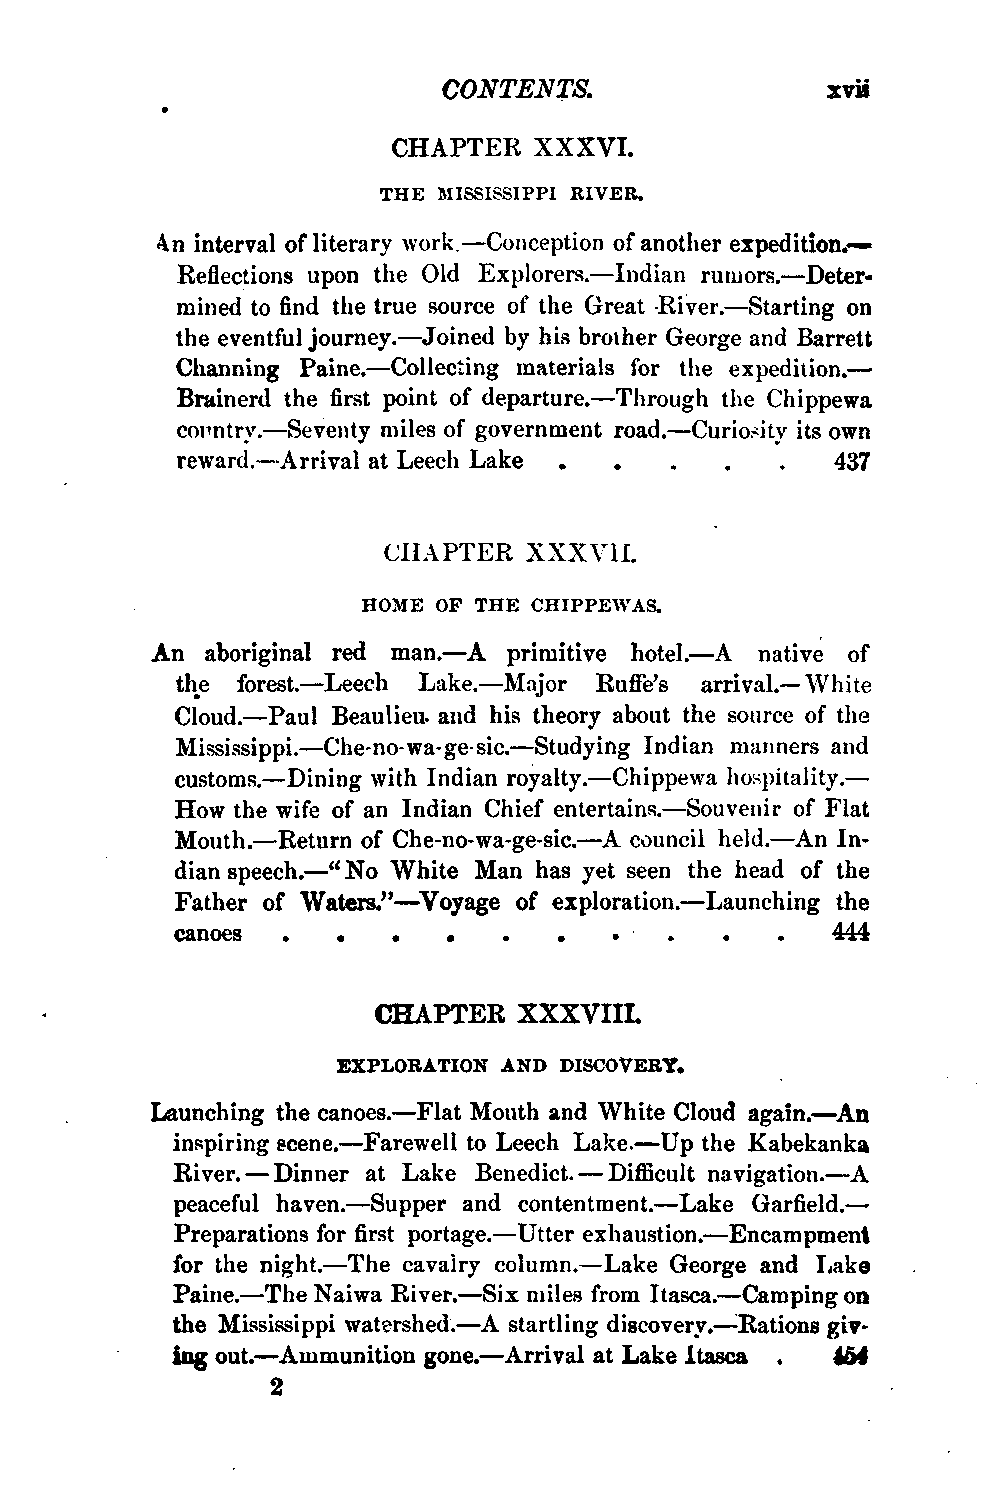 CONTENTS. xvii
CHAPTER XXXVI.
THE MISSISSIPPI RIVER.
An interval of literary work.—Conception of another expedition.—
Reflections upon the Old Explorers.—Indian rumors.—Deter-
mined to find the true source of the Great River.—Starting on
the eventful journey.—Joined by his brother George and Barrett
Channing Paine.—Collecting materials for the expedition.—
Brainerd the first point of departure.—Through the Chippewa
country.—Seventy miles of government road.—Curiosity its own
reward.—Arrival at Leech Lake . . . . . 437
CHAPTER XXXVII.
HOME OF THE CHIPPEWAS.
An aboriginal red man.—A primitive hotel.—A native of
the forest.—Leech Lake.—Major Ruffe's arrival.—White
Cloud.—Paul Beaulieu and his theory about the source of the
Mississippi.—Che-no-wa-ge-sic.—Studying Indian manners and
customs.—Dining with Indian royalty.—Chippewa hospitality.—
How the wife of an Indian Chief entertains.—Souvenir of Flat
Mouth.—Return of Che-no-wa-ge-sic.—A council held.—An In-
dian speech.—"No White Man has yet seen the head of the
Father of Waters."—Voyage of exploration.—Launching the
canoes . . . . . . . . . . 444
CHAPTER XXXVIII.
EXPLORATION AND DISCOVERY.
Launching the canoes.—Flat Mouth and White Cloud again.—An
inspiring scene.—Farewell to Leech Lake.—Up the Kabekanka
River.—Dinner at Lake Benedict.—Difficult navigation.—A
peaceful haven.—Supper and contentment.—Lake Garfield.—
Preparations for first portage.—Utter exhaustion.—Encampment
for the night.—The cavalry column.—Lake George and Lake
Paine.—The Naiwa River.—Six miles from Itasca.—Camping on
the Mississippi watershed.—A startling discovery.—Rations giv-
ing out.—Ammunition gone.—Arrival at Lake Itasca . 454
2